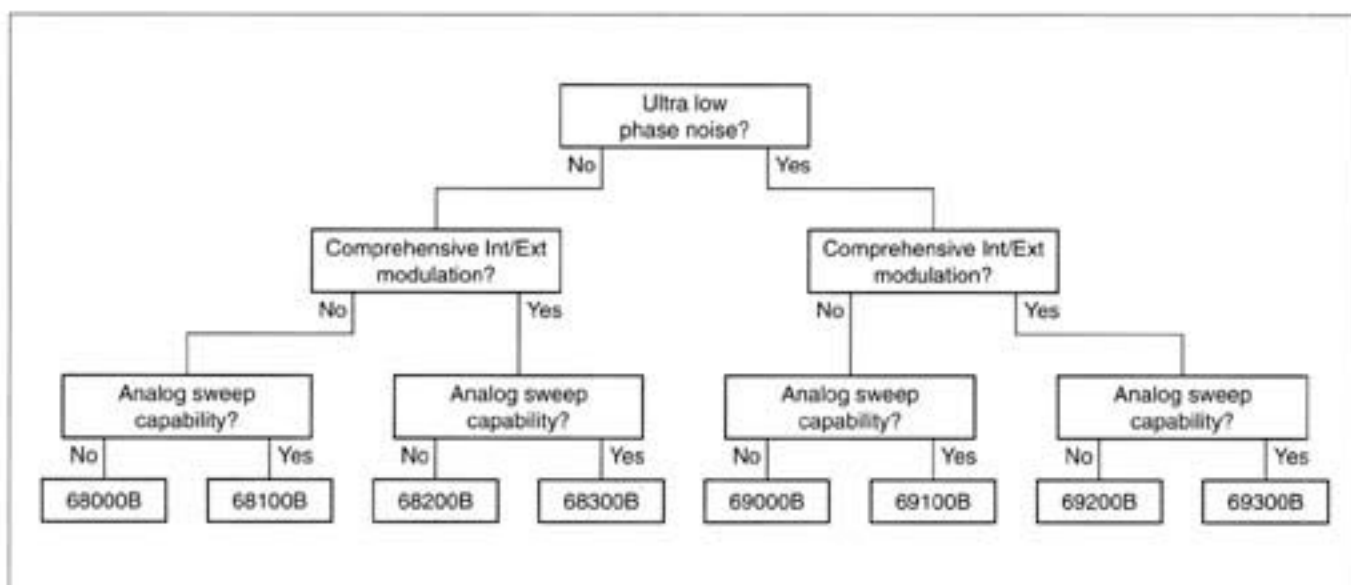 Ultra low
phase noise?
No
Yes
Comprehensive Int/Ext
modulation?
Comprehensive Int/Ext
modulation?
No
Yes
No
Yes
Analog sweep
capability?
Analog sweep
capability?
Analog sweep
capability?
Analog sweep
capability?
No
Yes
No
Yes
No
Yes
No
Yes
68000B
68100B
68200B
68300B
69000B
69100B
69200B
69300B